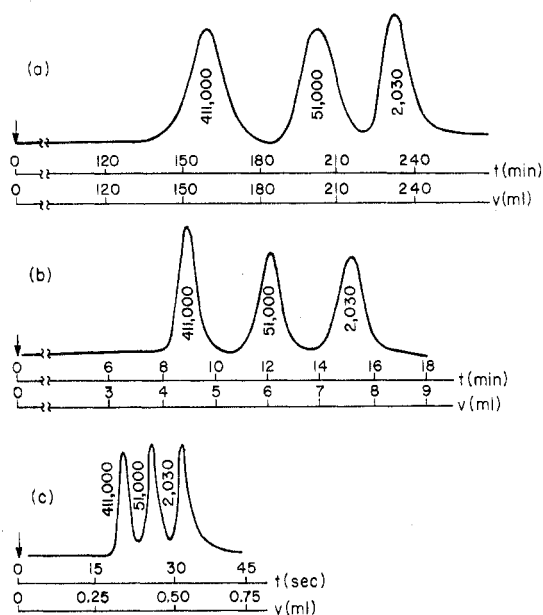 (a)
411,000
51,000
2,030
0 120 150 180 210 240
t(min)
0 120 150 180 210 240
v(ml)
(b)
411,000
51,000
2,030
0 6 8 10 12 14 16 18
t(min)
0 3 4 5 6 7 8 9
v(ml)
(c)
411,000
51,000
2,030
0 15 30 45
t(sec)
0 0.25 0.50 0.75
v(ml)